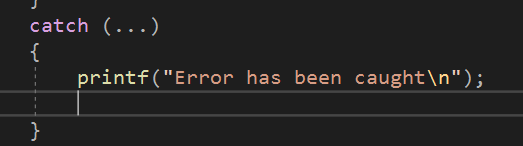 }
catch (...)
{
    printf("Error has been caught\n");
}